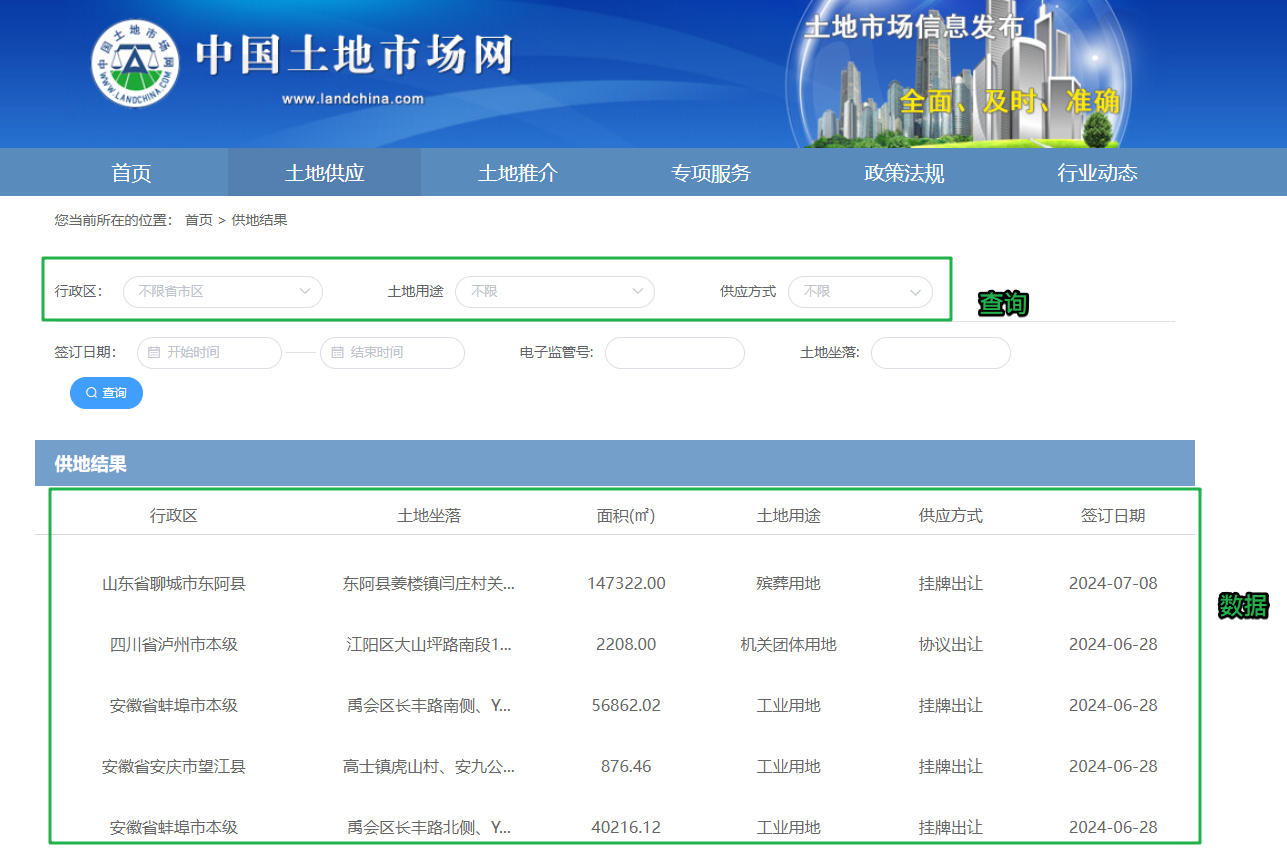 中国土地市场网
www.landchina.com
中国土地市场网
WWW.LANDCHINA.COM
土地市场信息发布
全面、及时、准确
首页 土地供应 土地推介 专项服务 政策法规 行业动态
您当前所在的位置： 首页 > 供地结果
行政区： 不限省市区 土地用途 不限 供应方式 不限
查询
签订日期： 开始时间 结束时间 电子监管号: 土地坐落:
查询
供地结果
行政区 土地坐落 面积(㎡) 土地用途 供应方式 签订日期
山东省聊城市东阿县 东阿县姜楼镇闫庄村关... 147322.00 殡葬用地 挂牌出让 2024-07-08
数据
四川省泸州市本级 江阳区大山坪路南段1... 2208.00 机关团体用地 协议出让 2024-06-28
安徽省蚌埠市本级 禹会区长丰路南侧、Y... 56862.02 工业用地 挂牌出让 2024-06-28
安徽省安庆市望江县 高士镇虎山村、安九公... 876.46 工业用地 挂牌出让 2024-06-28
安徽省蚌埠市本级 禹会区长丰路北侧、Y... 40216.12 工业用地 挂牌出让 2024-06-28